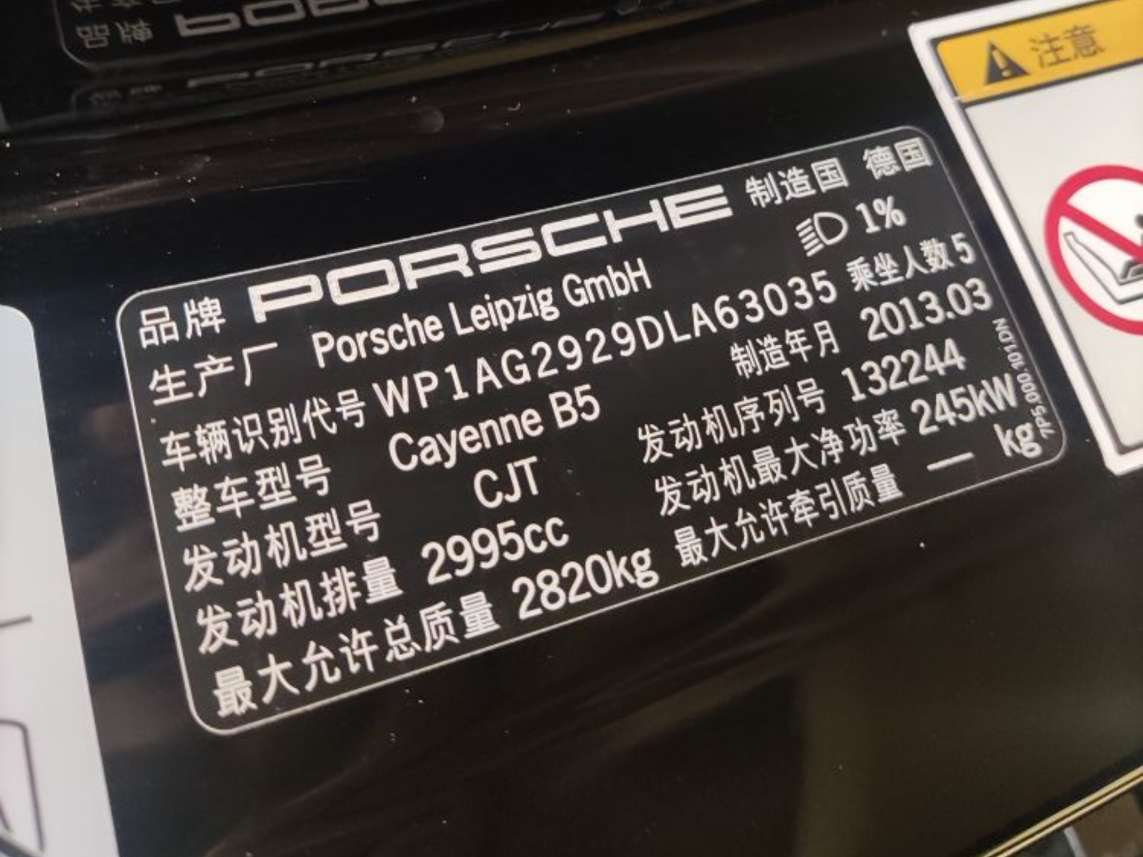 注意
品牌 PORSCHE 制造国 德国
生产厂 Porsche Leipzig GmbH 1%
车辆识别代号 WP1AG2929DLA63035 乘坐人数 5
整车型号 Cayenne B5 制造年月 2013.03
发动机型号 CJT 发动机序列号 132244
发动机排量 2995cc 发动机最大净功率 245kW
最大允许总质量 2820kg 最大允许牵引质量 — kg
7P5.000.101.DN